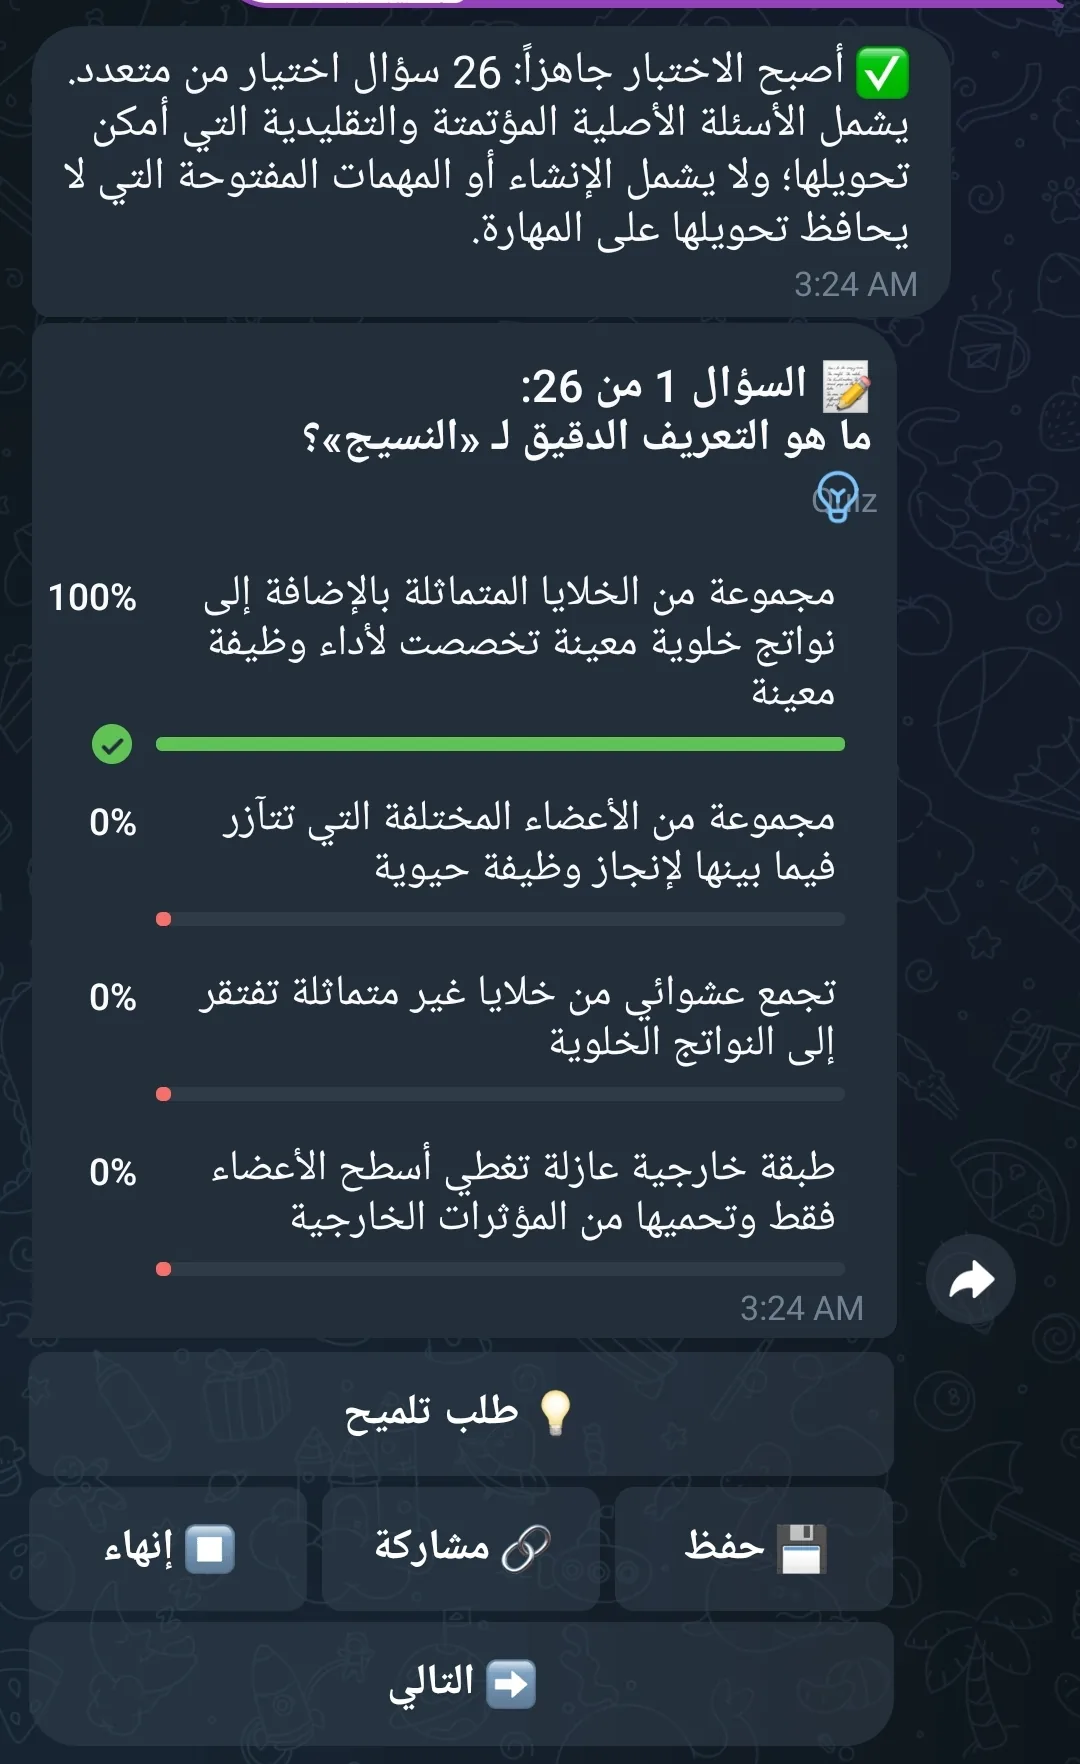 ✅ أصبح الاختبار جاهزاً: 26 سؤال اختيار من متعدد.
يشمل الأسئلة الأصلية المؤتمتة والتقليدية التي أمكن
تحويلها؛ ولا يشمل الإنشاء أو المهمات المفتوحة التي لا
يحافظ تحويلها على المهارة.
3:24 AM
📝 السؤال 1 من 26:
ما هو التعريف الدقيق لـ «النسيج»؟
Quiz
100%
مجموعة من الخلايا المتماثلة بالإضافة إلى
نواتج خلوية معينة تخصصت لأداء وظيفة
معينة
0%
مجموعة من الأعضاء المختلفة التي تتآزر
فيما بينها لإنجاز وظيفة حيوية
0%
تجمع عشوائي من خلايا غير متماثلة تفتقر
إلى النواتج الخلوية
0%
طبقة خارجية عازلة تغطي أسطح الأعضاء
فقط وتحميها من المؤثرات الخارجية
3:24 AM
💡 طلب تلميح
💾 حفظ
🔗 مشاركة
⏹ إنهاء
➡ التالي